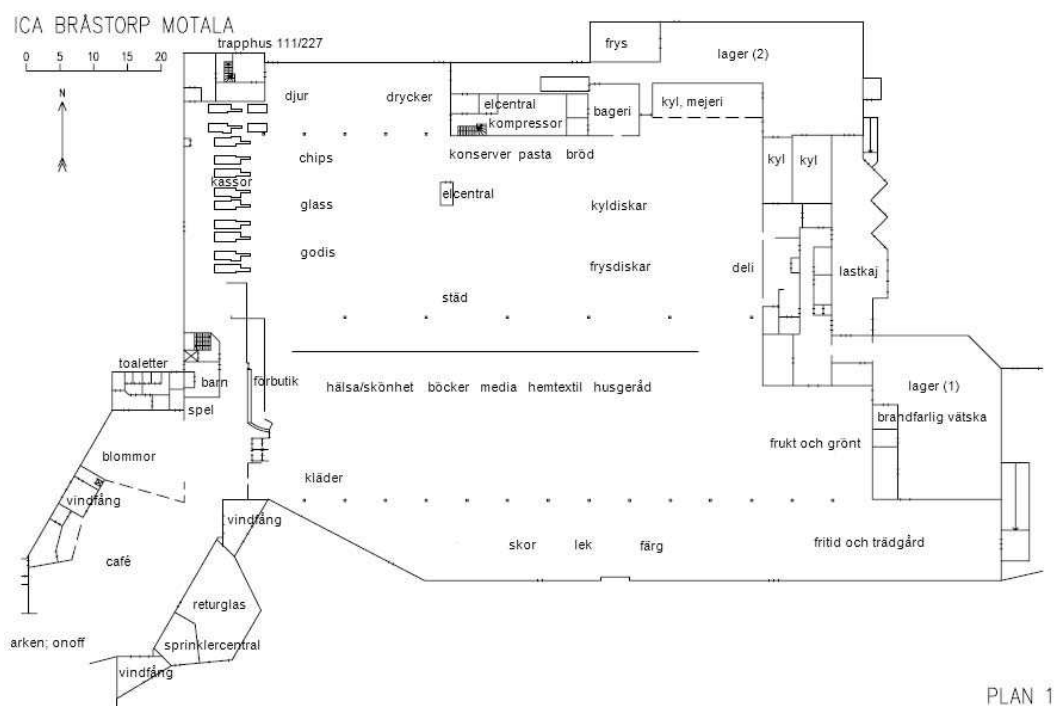 ICA BRÅSTORP MOTALA
0 5 10 15 20
N
trapphus 111/227
frys
lager (2)
djur
drycker
elcentral
kompressor
bageri
kyl, mejeri
chips
konserver pasta bröd
kyl
kyl
kassor
glass
elcentral
kyldiskar
godis
frysdiskar
deli
lastkaj
städ
toaletter
barn
förbutik
hälsa/skönhet böcker media hemtextil husgeråd
lager (1)
spel
brandfarlig vätska
blommor
frukt och grönt
kläder
vindfång
vindfång
café
skor lek färg
fritid och trädgård
returglas
arken; onoff
sprinklercentral
vindfång
PLAN 1